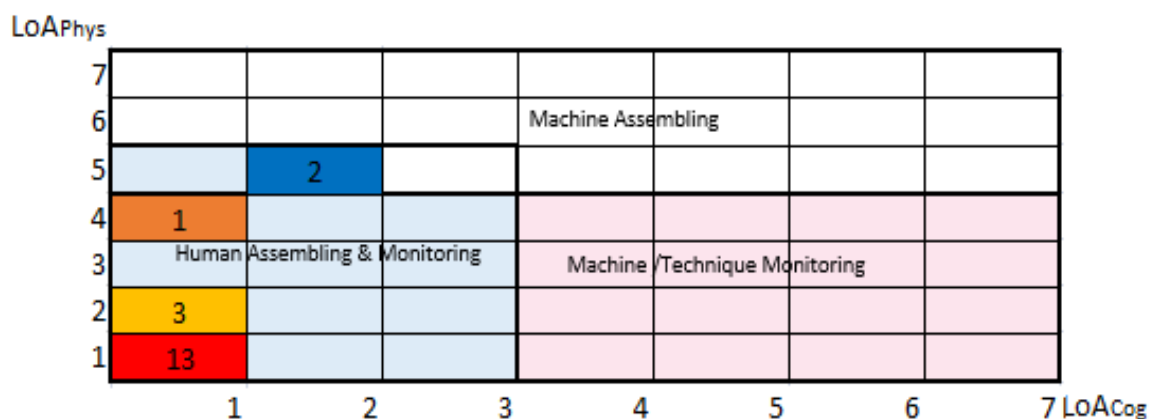 LoAPhys
7
6 Machine Assembling
5 2
4 1
Human Assembling & Monitoring
3 Machine /Technique Monitoring
2 3
1 13
1 2 3 4 5 6 7 LoACog